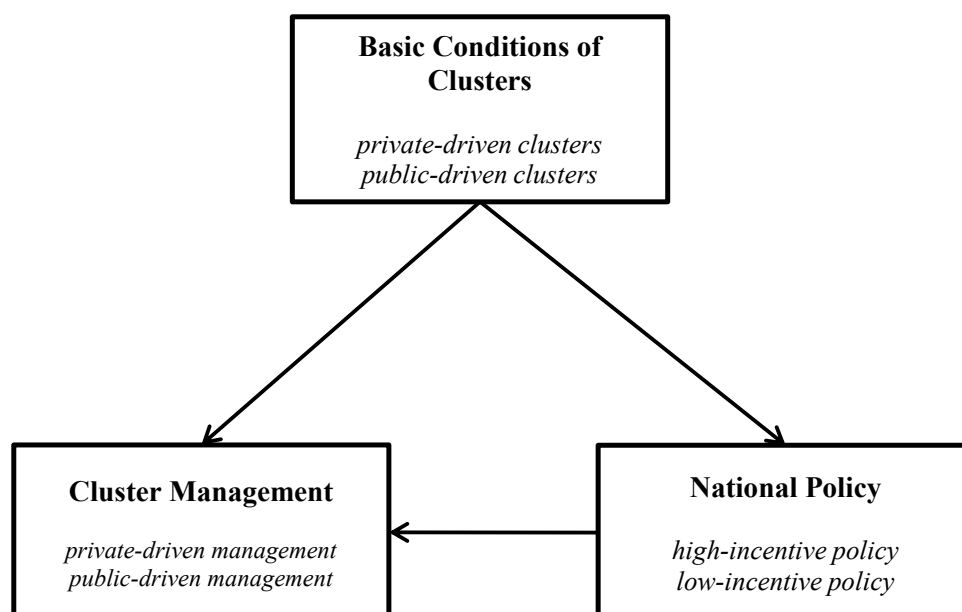 Basic Conditions of
Clusters
private-driven clusters
public-driven clusters
Cluster Management
private-driven management
public-driven management
National Policy
high-incentive policy
low-incentive policy